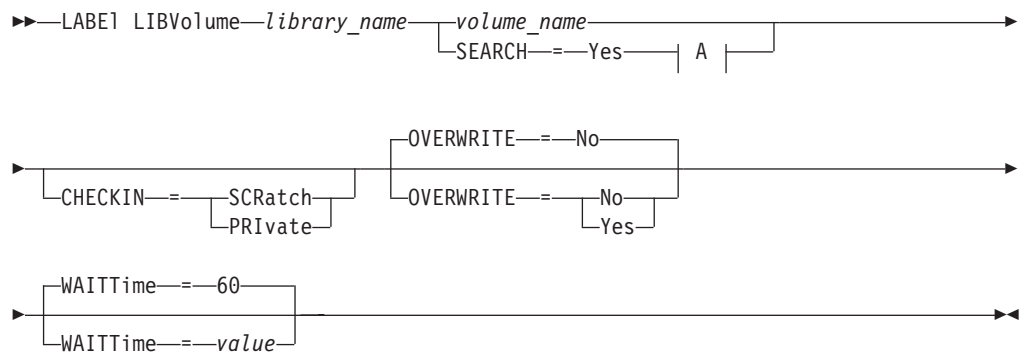 LABEl LIBVolume library_name volume_name
SEARCH = Yes A
OVERWRITE = No
CHECKIN = SCRatch OVERWRITE = No
PRIvate Yes
WAITTime = 60
WAITTime = value